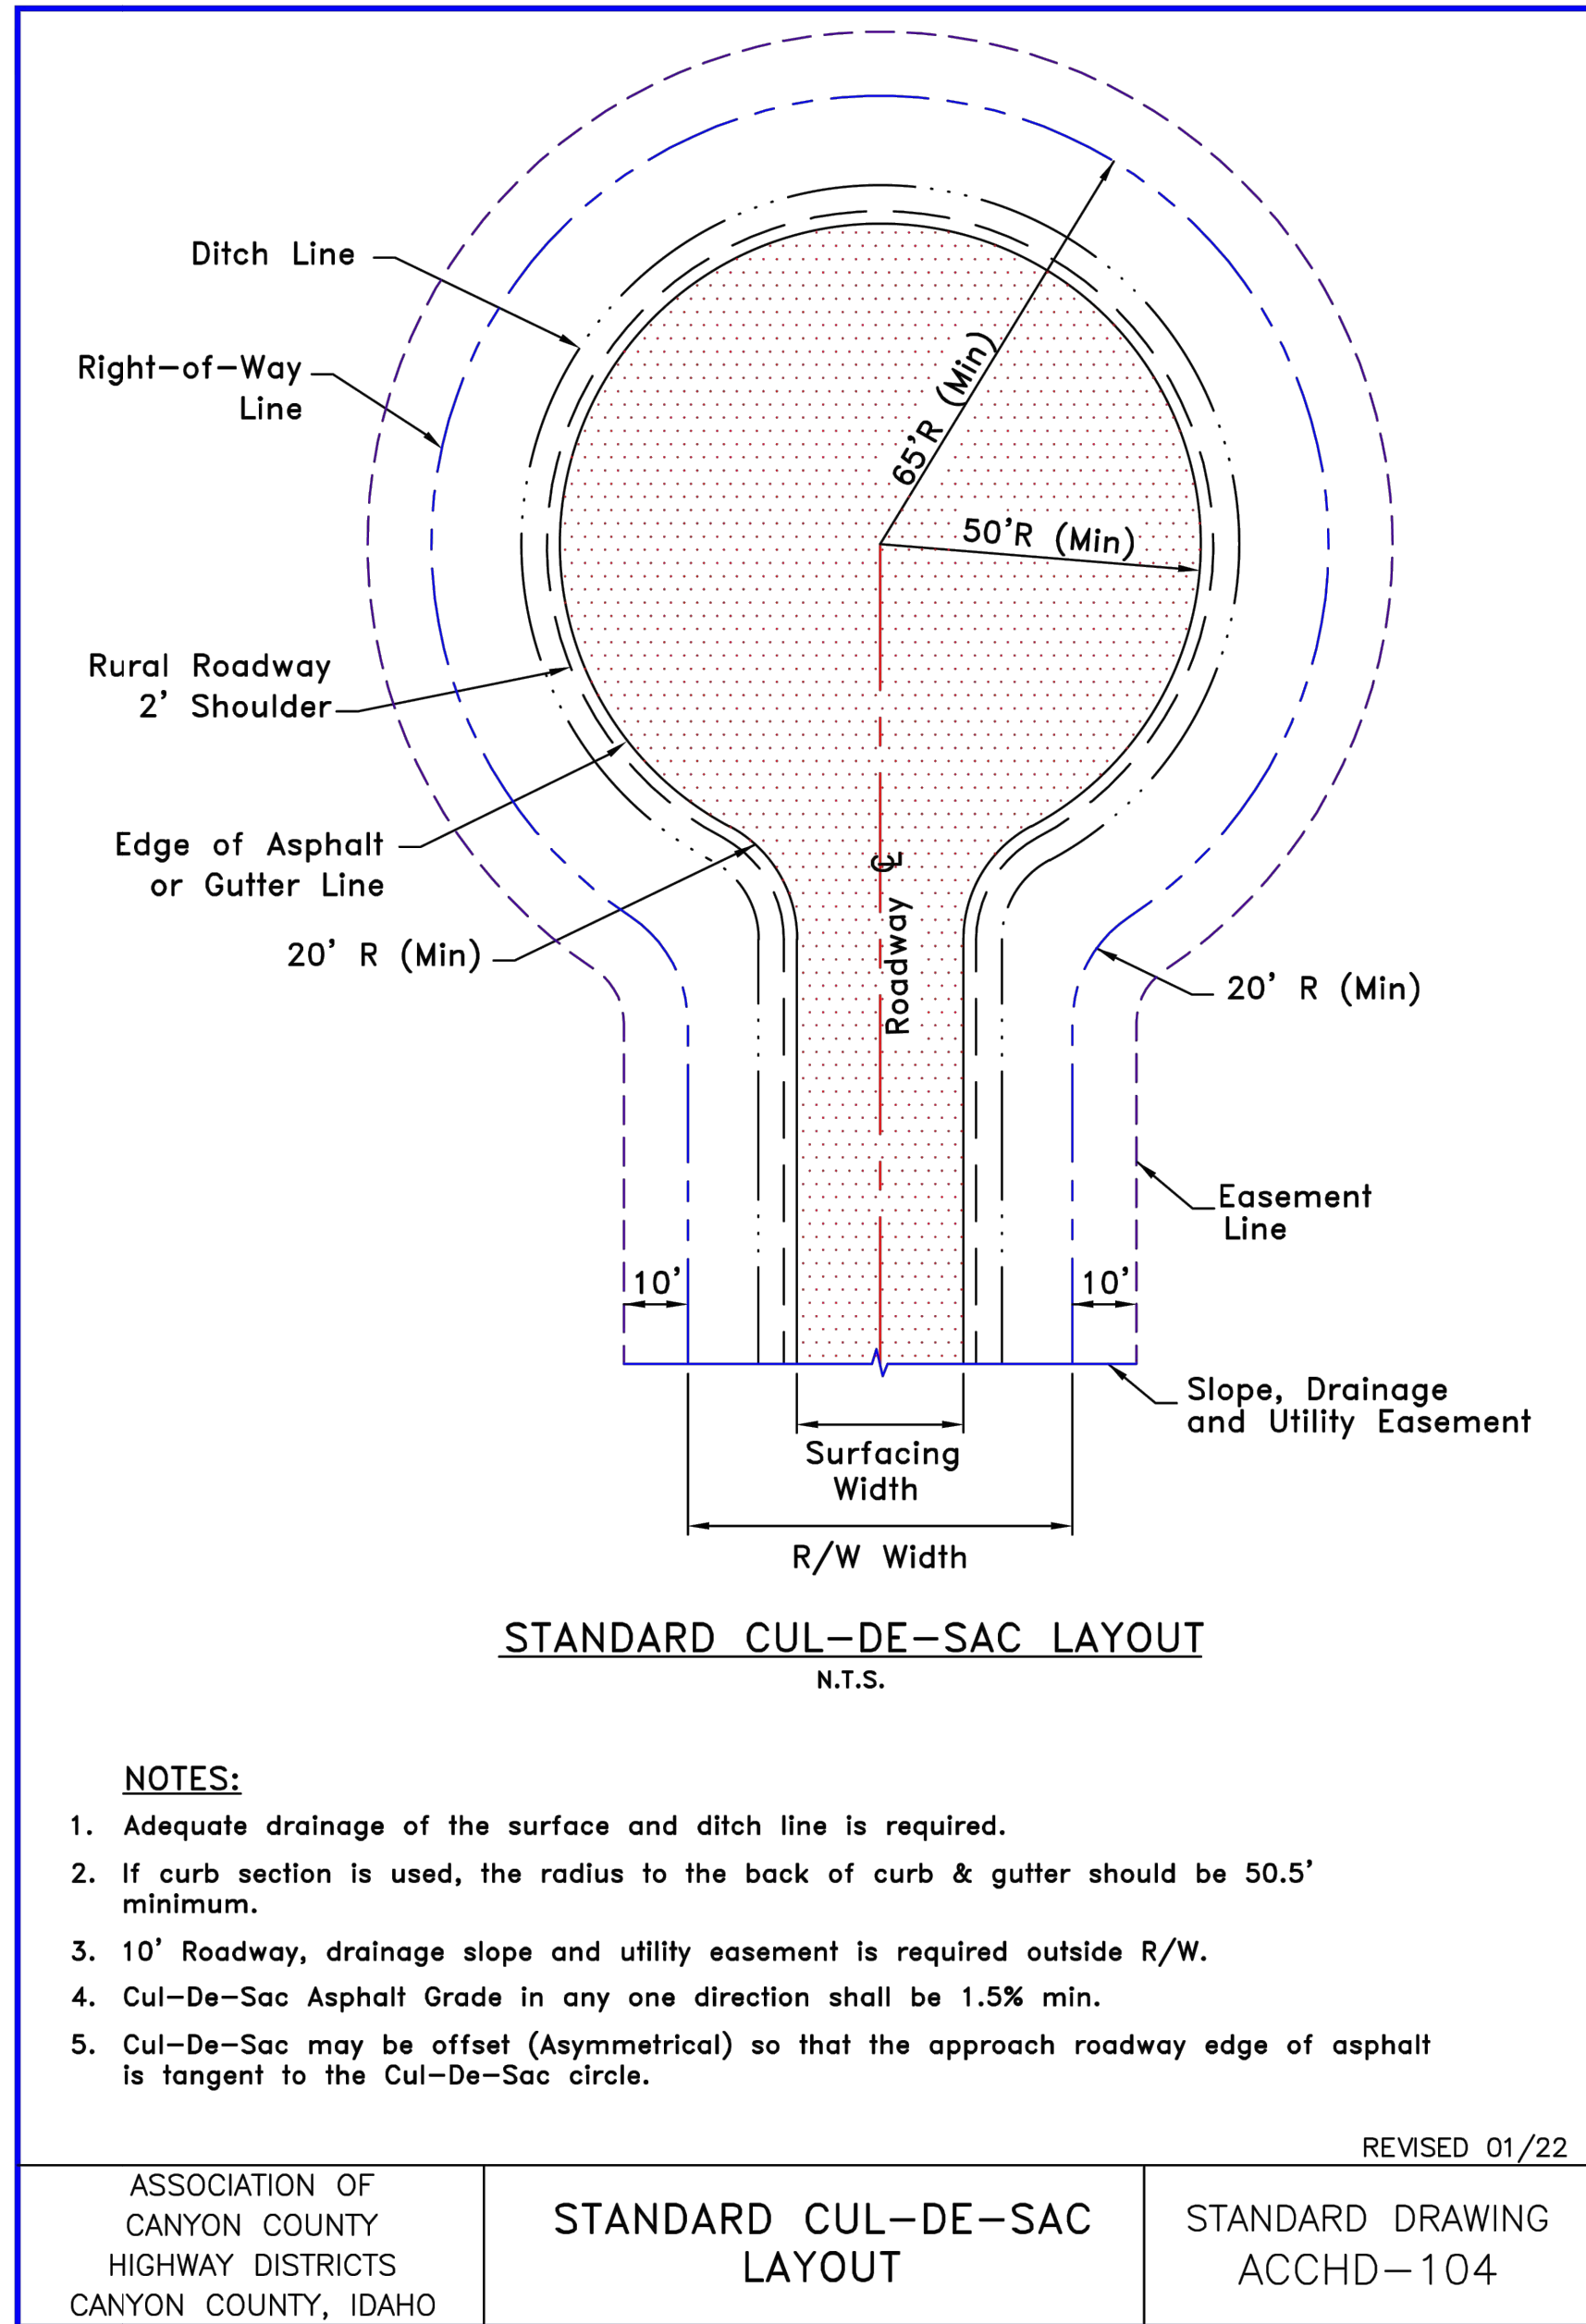 Ditch Line
Right-of-Way
Line
65'R (Min)
50'R (Min)
Rural Roadway
2' Shoulder
Edge of Asphalt
or Gutter Line
20' R (Min)
Roadway ℄
20' R (Min)
Easement
Line
10'
10'
Slope, Drainage
and Utility Easement
Surfacing
Width
R/W Width
STANDARD CUL-DE-SAC LAYOUT
N.T.S.
NOTES:
1. Adequate drainage of the surface and ditch line is required.
2. If curb section is used, the radius to the back of curb & gutter should be 50.5'
minimum.
3. 10' Roadway, drainage slope and utility easement is required outside R/W.
4. Cul-De-Sac Asphalt Grade in any one direction shall be 1.5% min.
5. Cul-De-Sac may be offset (Asymmetrical) so that the approach roadway edge of asphalt
is tangent to the Cul-De-Sac circle.
REVISED 01/22
ASSOCIATION OF
CANYON COUNTY
HIGHWAY DISTRICTS
CANYON COUNTY, IDAHO
STANDARD CUL-DE-SAC
LAYOUT
STANDARD DRAWING
ACCHD-104